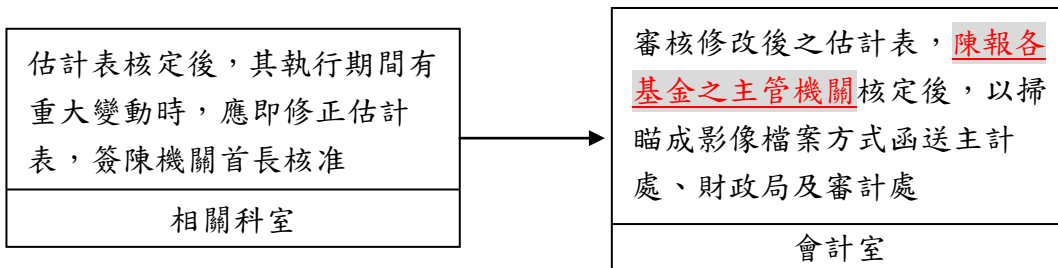 估計表核定後，其執行期間有
重大變動時，應即修正估計
表，簽陳機關首長核准
相關科室
審核修改後之估計表，陳報各
基金之主管機關核定後，以掃
瞄成影像檔案方式函送主計
處、財政局及審計處
會計室